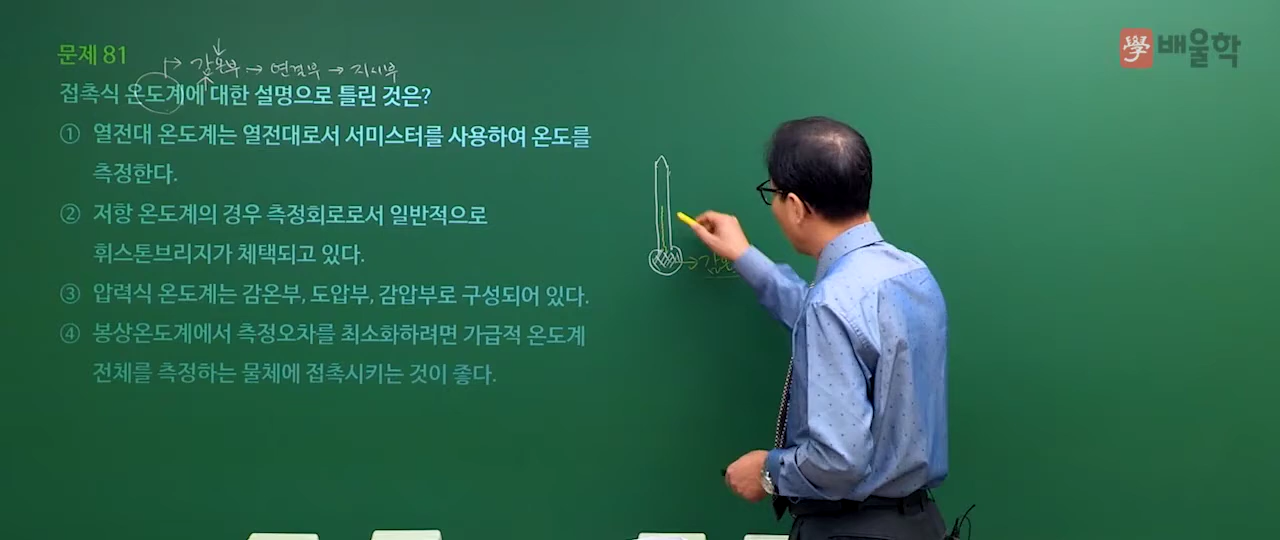 學 배울학
문제 81
감온부 → 연결부 → 지시부
접촉식 온도계에 대한 설명으로 틀린 것은?
① 열전대 온도계는 열전대로서 서미스터를 사용하여 온도를
측정한다.
② 저항 온도계의 경우 측정회로로서 일반적으로
휘스톤브리지가 채택되고 있다.
③ 압력식 온도계는 감온부, 도압부, 감압부로 구성되어 있다.
④ 봉상온도계에서 측정오차를 최소화하려면 가급적 온도계
전체를 측정하는 물체에 접촉시키는 것이 좋다.